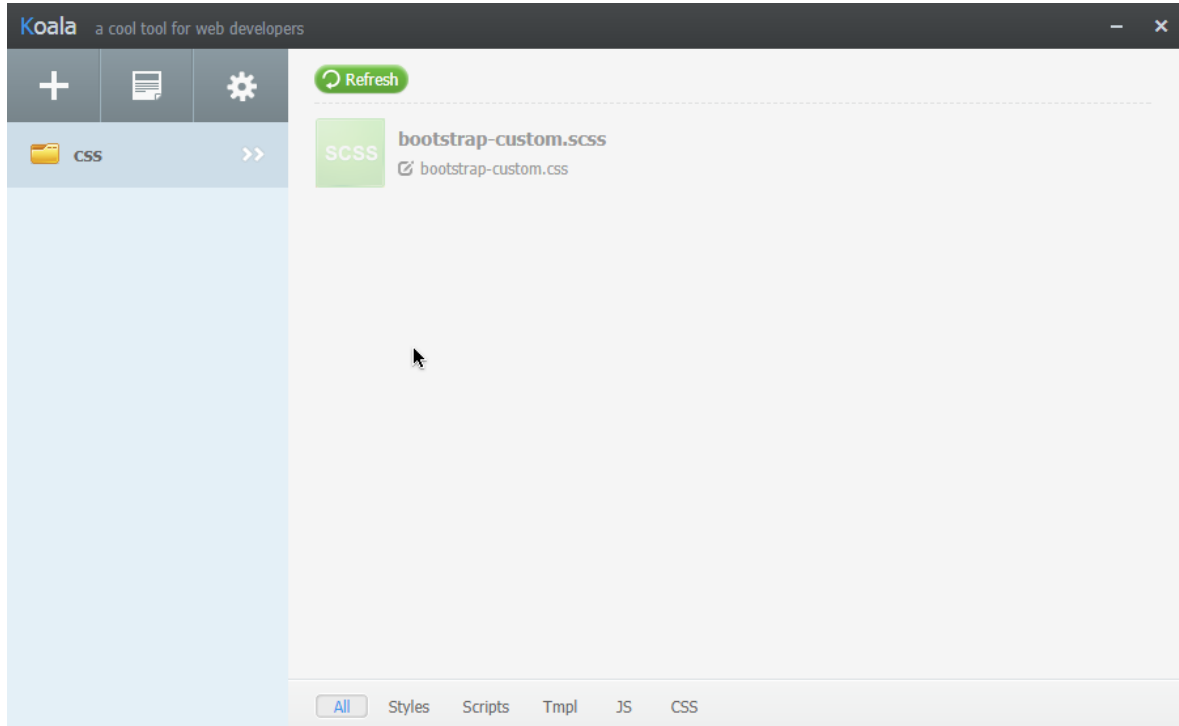 Koala a cool tool for web developers
Refresh
css
SCSS
bootstrap-custom.scss
bootstrap-custom.css
All Styles Scripts Tmpl JS CSS